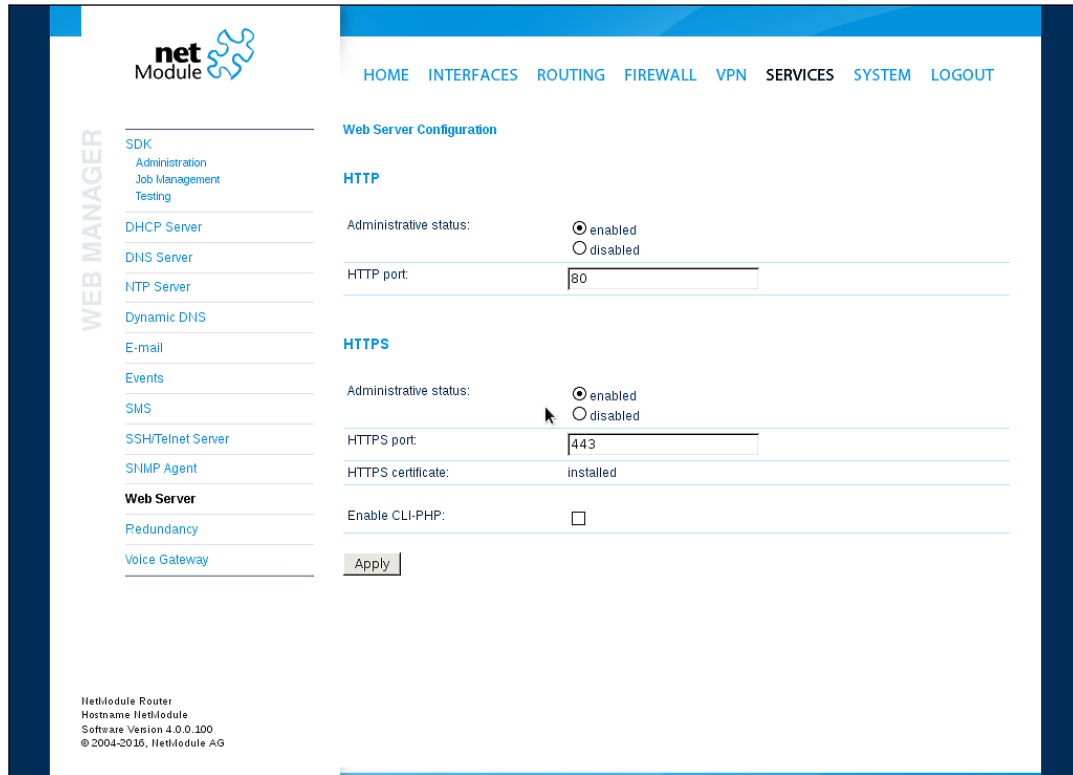 net
Module
HOME INTERFACES ROUTING FIREWALL VPN SERVICES SYSTEM LOGOUT
WEB MANAGER
SDK
Administration
Job Management
Testing
DHCP Server
DNS Server
NTP Server
Dynamic DNS
E-mail
Events
SMS
SSH/Telnet Server
SNMP Agent
Web Server
Redundancy
Voice Gateway
Web Server Configuration
HTTP
Administrative status:
enabled
disabled
HTTP port: 80
HTTPS
Administrative status:
enabled
disabled
HTTPS port: 443
HTTPS certificate: installed
Enable CLI-PHP:
Apply
NetModule Router
Hostname NetModule
Software Version 4.0.0.100
© 2004-2016, NetModule AG